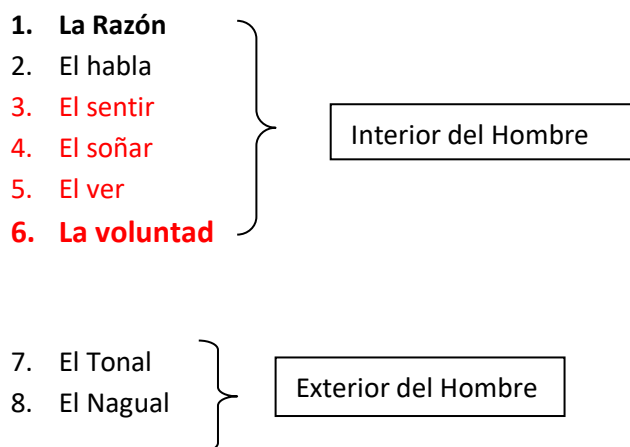 1. La Razón
2. El habla
3. El sentir
4. El soñar
5. El ver
6. La voluntad
Interior del Hombre
7. El Tonal
8. El Nagual
Exterior del Hombre